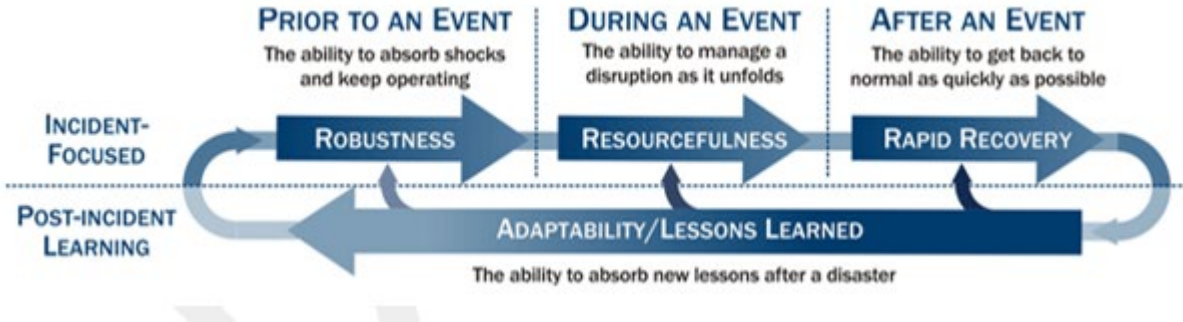 PRIOR TO AN EVENT
The ability to absorb shocks
and keep operating
DURING AN EVENT
The ability to manage a
disruption as it unfolds
AFTER AN EVENT
The ability to get back to
normal as quickly as possible
INCIDENT-
FOCUSED
ROBUSTNESS
RESOURCEFULNESS
RAPID RECOVERY
POST-INCIDENT
LEARNING
ADAPTABILITY/LESSONS LEARNED
The ability to absorb new lessons after a disaster